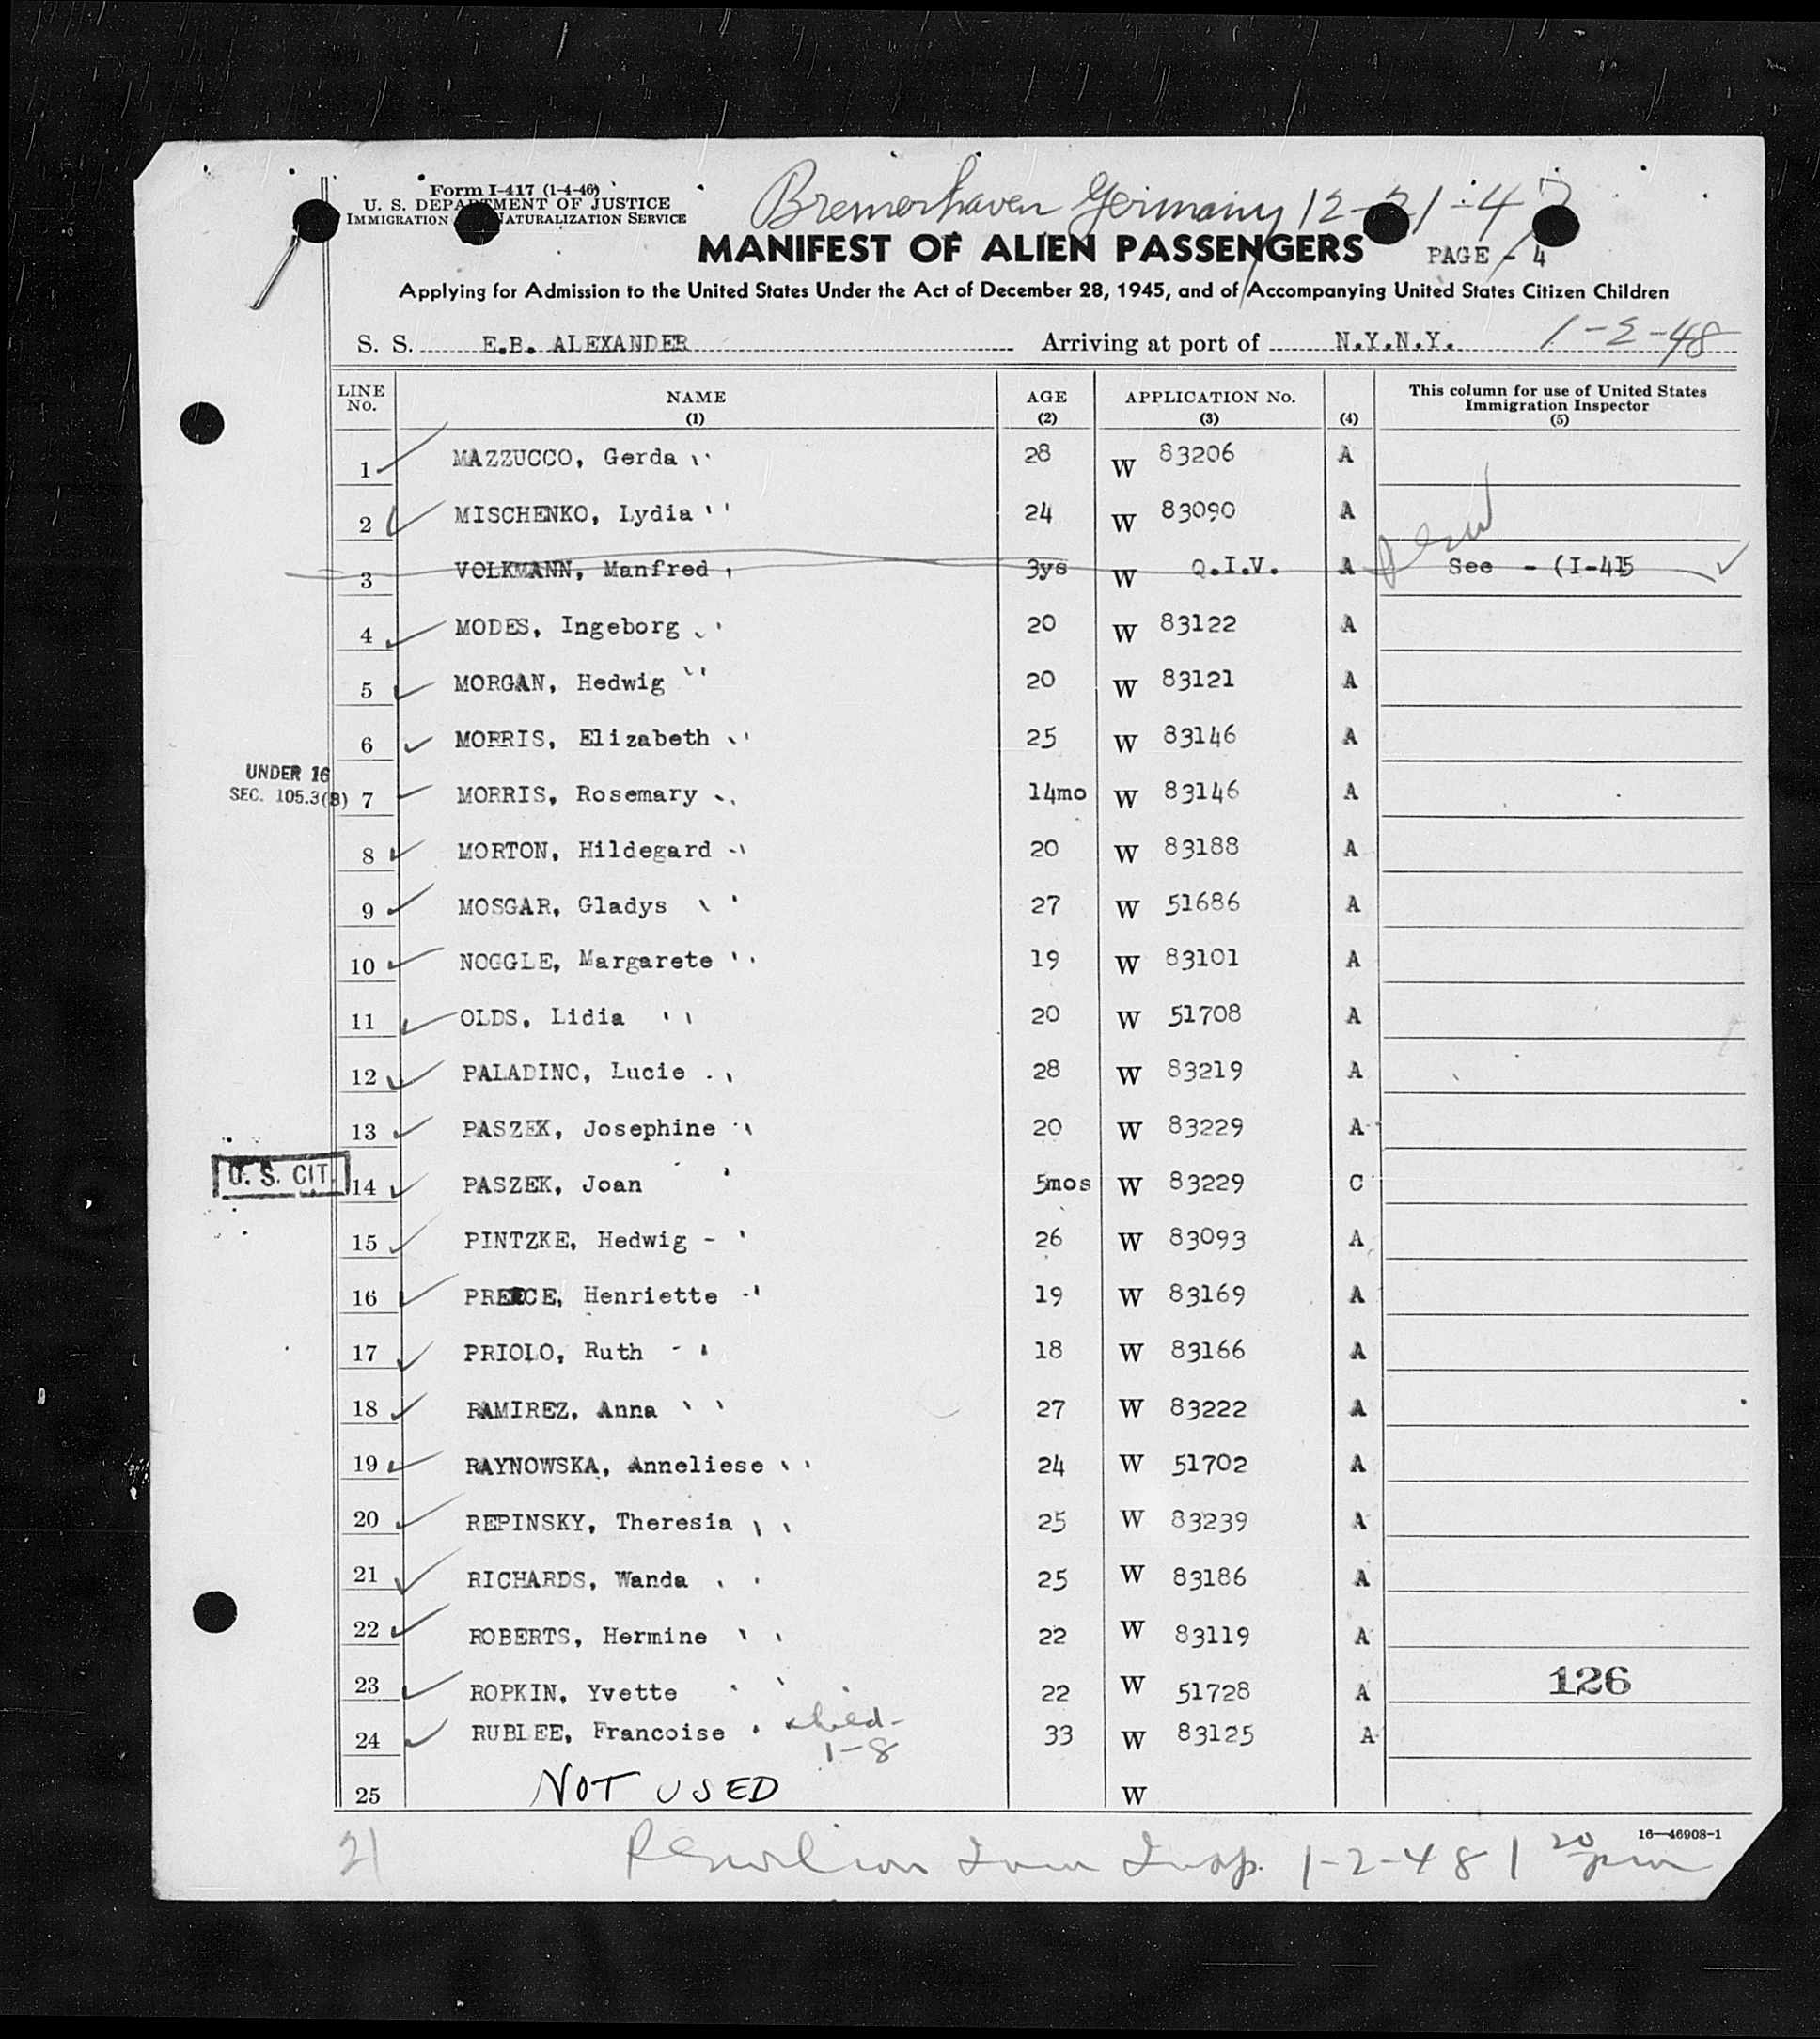 Form I-417 (1-4-46)
U. S. DEPARTMENT OF JUSTICE
IMMIGRATION NATURALIZATION SERVICE
Bremerhaven Germany 12-21-47
MANIFEST OF ALIEN PASSENGERS PAGE - 4
Applying for Admission to the United States Under the Act of December 28, 1945, and of Accompanying United States Citizen Children
S. S. E.B. ALEXANDER Arriving at port of N.Y.N.Y. 1-2-48
LINE No. NAME (1) AGE (2) APPLICATION No. (3) (4) This column for use of United States Immigration Inspector (5)
1 MAZZUCCO, Gerda 28 W 83206 A
2 MISCHENKO, Lydia 24 W 83090 A
3 VOLKMANN, Manfred 3ys W Q.I.V. A See - (I-415
4 MODES, Ingeborg 20 W 83122 A
5 MORGAN, Hedwig 20 W 83121 A
6 MORRIS, Elizabeth 25 W 83146 A
UNDER 16
SEC. 105.3(B) 7 MORRIS, Rosemary 14mo W 83146 A
8 MORTON, Hildegard 20 W 83188 A
9 MOSGAR, Gladys 27 W 51686 A
10 NOGGLE, Margarete 19 W 83101 A
11 OLDS, Lidia 20 W 51708 A
12 PALADINO, Lucie 28 W 83219 A
13 PASZEK, Josephine 20 W 83229 A
U. S. CIT. 14 PASZEK, Joan 5mos W 83229 C
15 PINTZKE, Hedwig 26 W 83093 A
16 PREECE, Henriette 19 W 83169 A
17 PRIOLO, Ruth 18 W 83166 A
18 RAMIREZ, Anna 27 W 83222 A
19 RAYNOWSKA, Anneliese 24 W 51702 A
20 REPINSKY, Theresia 25 W 83239 A
21 RICHARDS, Wanda 25 W 83186 A
22 ROBERTS, Hermine 22 W 83119 A
23 ROPKIN, Yvette 22 W 51728 A 126
24 RUBLEE, Francoise child- 33 W 83125 A
1-8
25 NOT USED W
16—46908-1
21 Insp. 1-2-48 1 20 pm